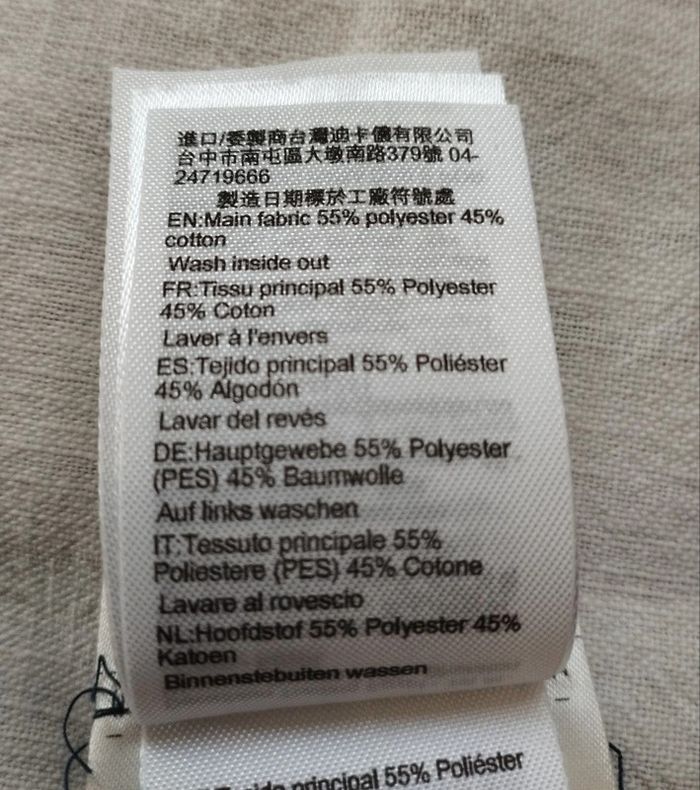 進口/委製商台灣迪卡儂有限公司
台中市南屯區大墩南路379號 04-
24719666
製造日期標於工廠符號處
EN:Main fabric 55% polyester 45%
cotton
Wash inside out
FR:Tissu principal 55% Polyester
45% Coton
Laver à l'envers
ES:Tejido principal 55% Poliéster
45% Algodón
Lavar del revés
DE:Hauptgewebe 55% Polyester
(PES) 45% Baumwolle
Auf links waschen
IT:Tessuto principale 55%
Poliestere (PES) 45% Cotone
Lavare al rovescio
NL:Hoofdstof 55% Polyester 45%
Katoen
Binnenstebuiten wassen
principal 55% Poliéster